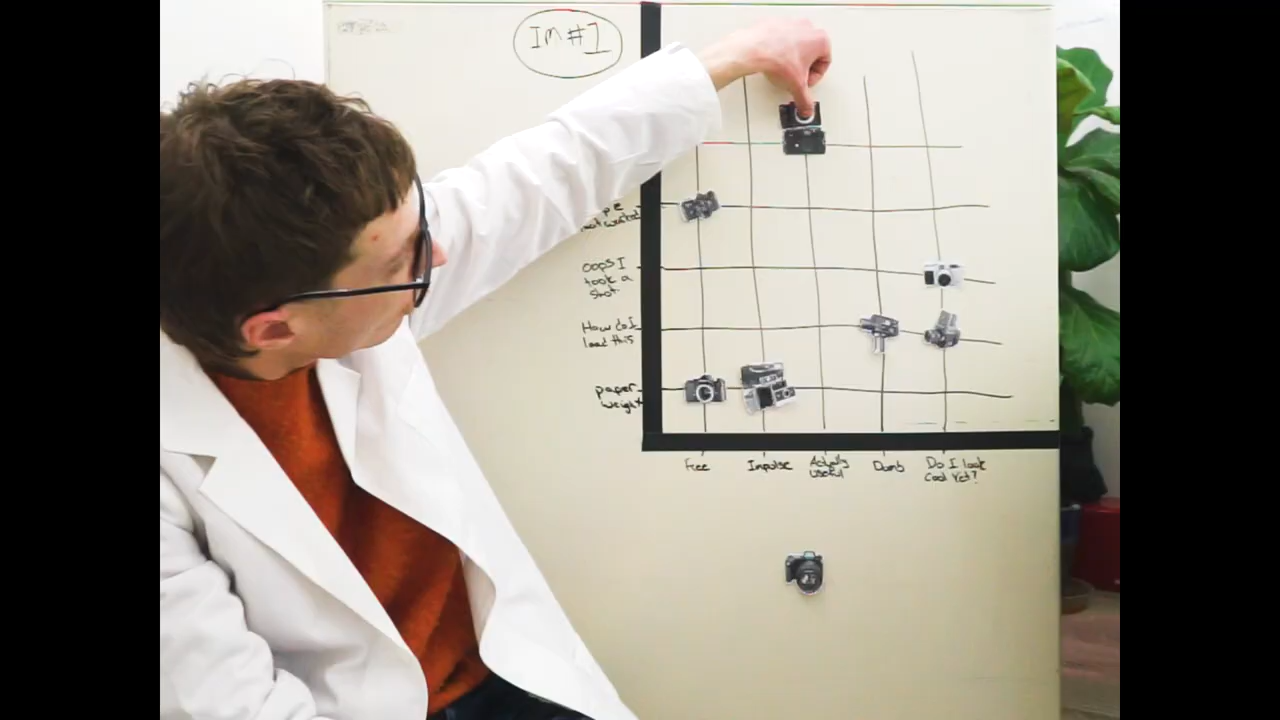 IM #1
oops I
took a
shot
How do I
load this
paper
weight
Free
Impulse
Actually
useful
Dumb
Do I look
Cool Yet?